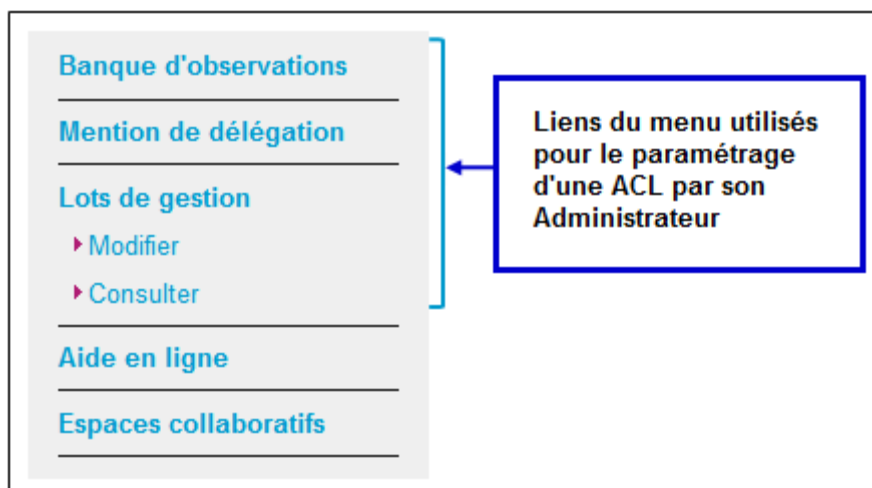 Banque d'observations
Mention de délégation
Lots de gestion
Modifier
Consulter
Aide en ligne
Espaces collaboratifs
Liens du menu utilisés
pour le paramétrage
d'une ACL par son
Administrateur